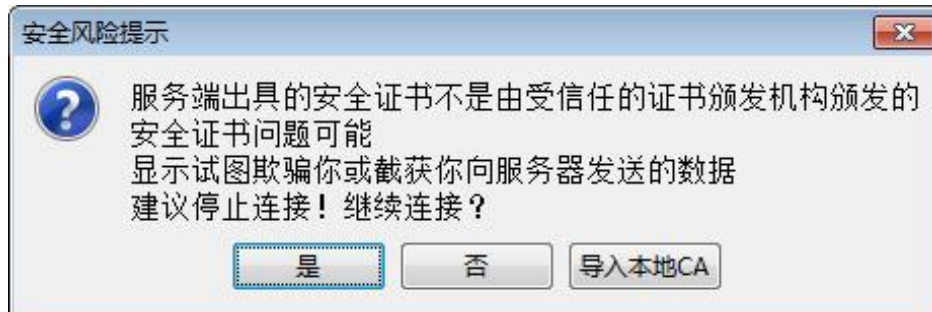 安全风险提示
服务端出具的安全证书不是由受信任的证书颁发机构颁发的
安全证书问题可能
显示试图欺骗你或截获你向服务器发送的数据
建议停止连接！继续连接？
是 否 导入本地CA